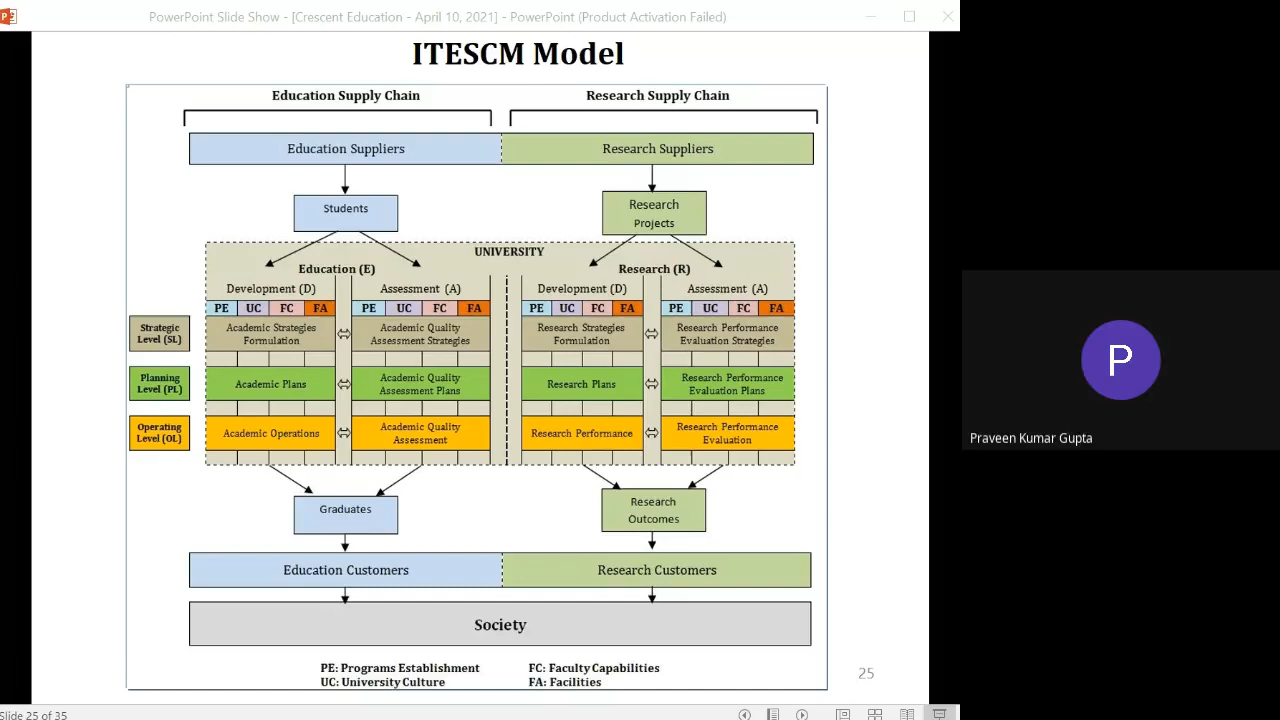 PowerPoint Slide Show - [Crescent Education - April 10, 2021] - PowerPoint (Product Activation Failed)
ITESCM Model
Education Supply Chain
Research Supply Chain
Education Suppliers
Research Suppliers
Students
Research
Projects
UNIVERSITY
Education (E)
Research (R)
Development (D)
Assessment (A)
Development (D)
Assessment (A)
PE UC FC FA
PE UC FC FA
PE UC FC FA
PE UC FC FA
Strategic
Level (SL)
Academic Strategies
Formulation
Academic Quality
Assessment Strategies
Research Strategies
Formulation
Research Performance
Evaluation Strategies
Planning
Level (PL)
Academic Plans
Academic Quality
Assessment Plans
Research Plans
Research Performance
Evaluation Plans
Operating
Level (OL)
Academic Operations
Academic Quality
Assessment
Research Performance
Research Performance
Evaluation
Graduates
Research
Outcomes
Education Customers
Research Customers
Society
PE: Programs Establishment
FC: Faculty Capabilities
UC: University Culture
FA: Facilities
25
Slide 25 of 35
P
Praveen Kumar Gupta